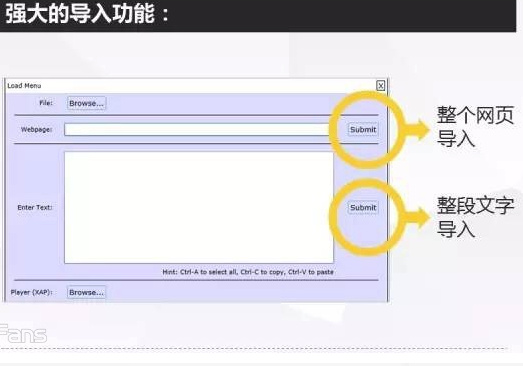 强大的导入功能：
Load Menu
X
File: Browse...
Webpage: Submit
整个网页
导入
Enter Text: Submit
整段文字
导入
Hint: Ctrl-A to select all, Ctrl-C to copy, Ctrl-V to paste
Player (XAP): Browse...
Fans